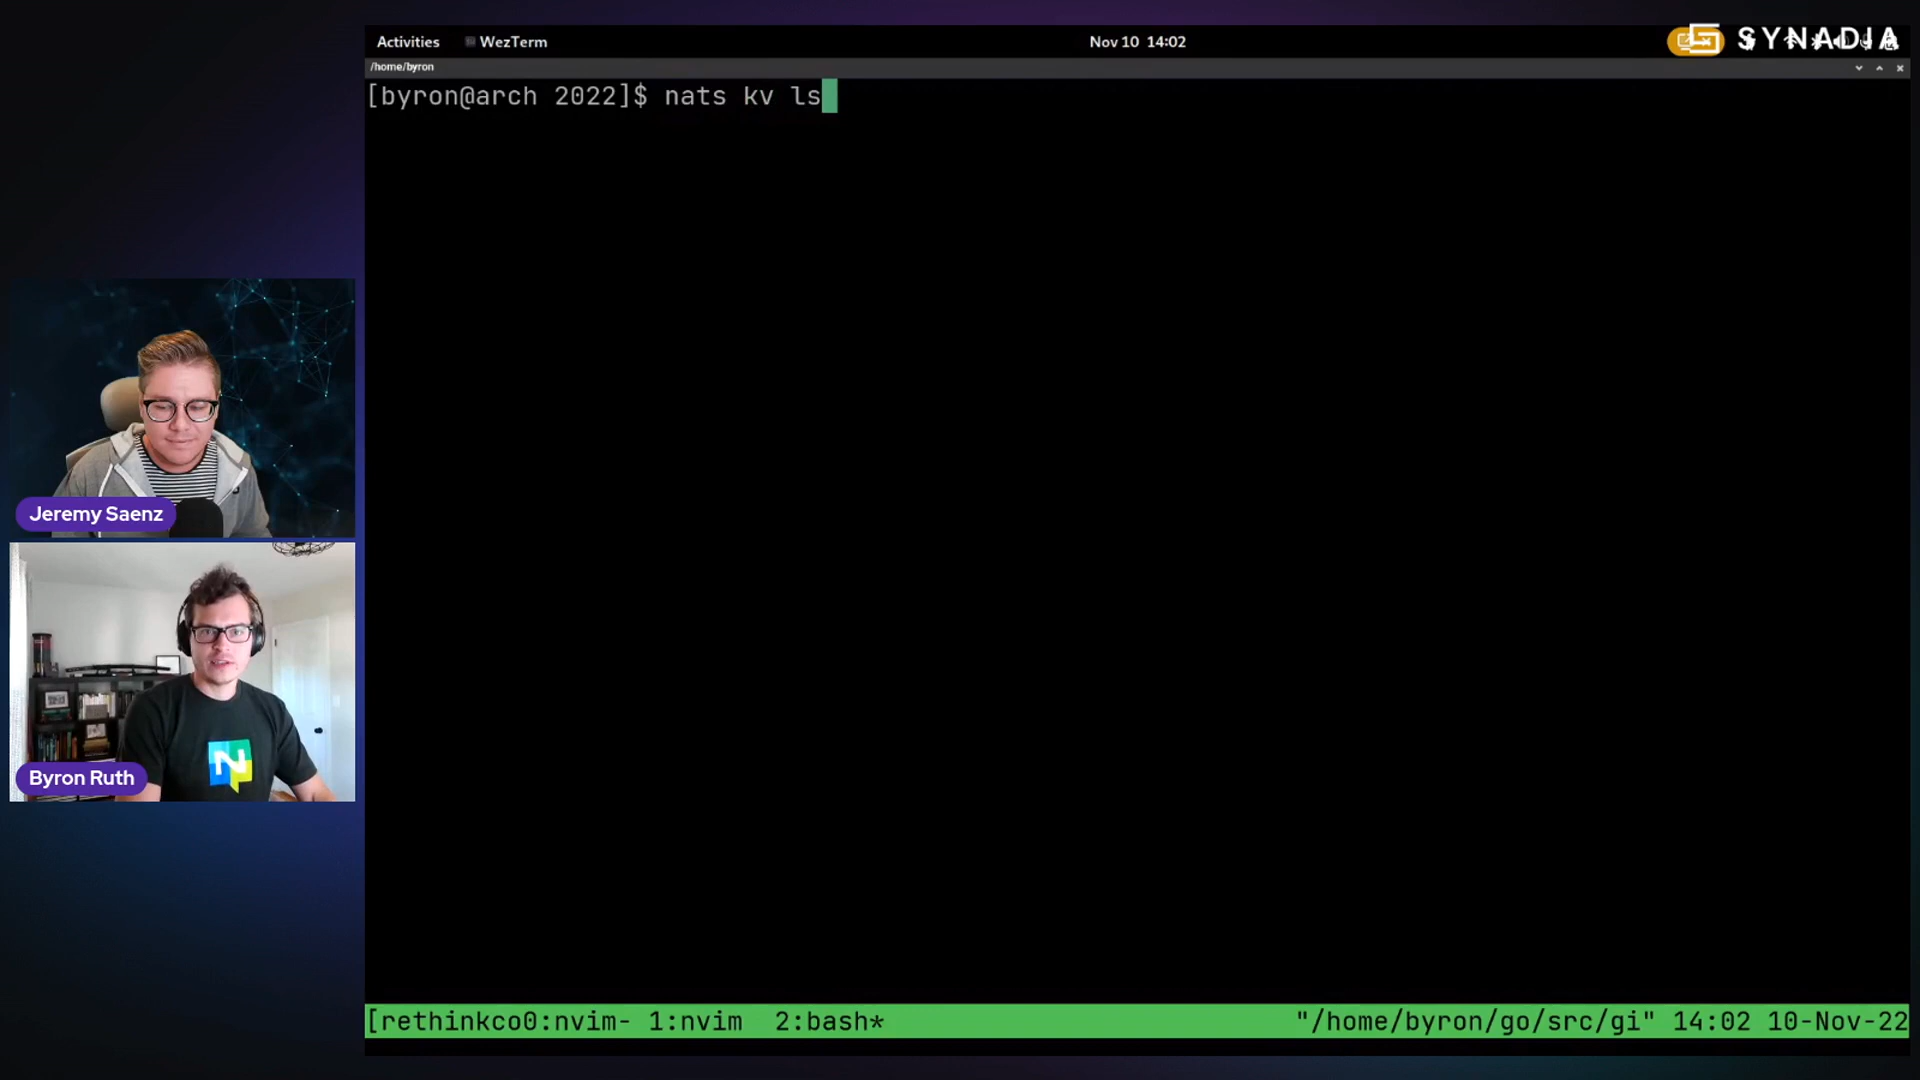 Activities WezTerm Nov 10 14:02 SYNADIA
/home/byron
[byron@arch 2022]$ nats kv ls
Jeremy Saenz
Byron Ruth
[rethinkco0:nvim- 1:nvim 2:bash* "/home/byron/go/src/gi" 14:02 10-Nov-22